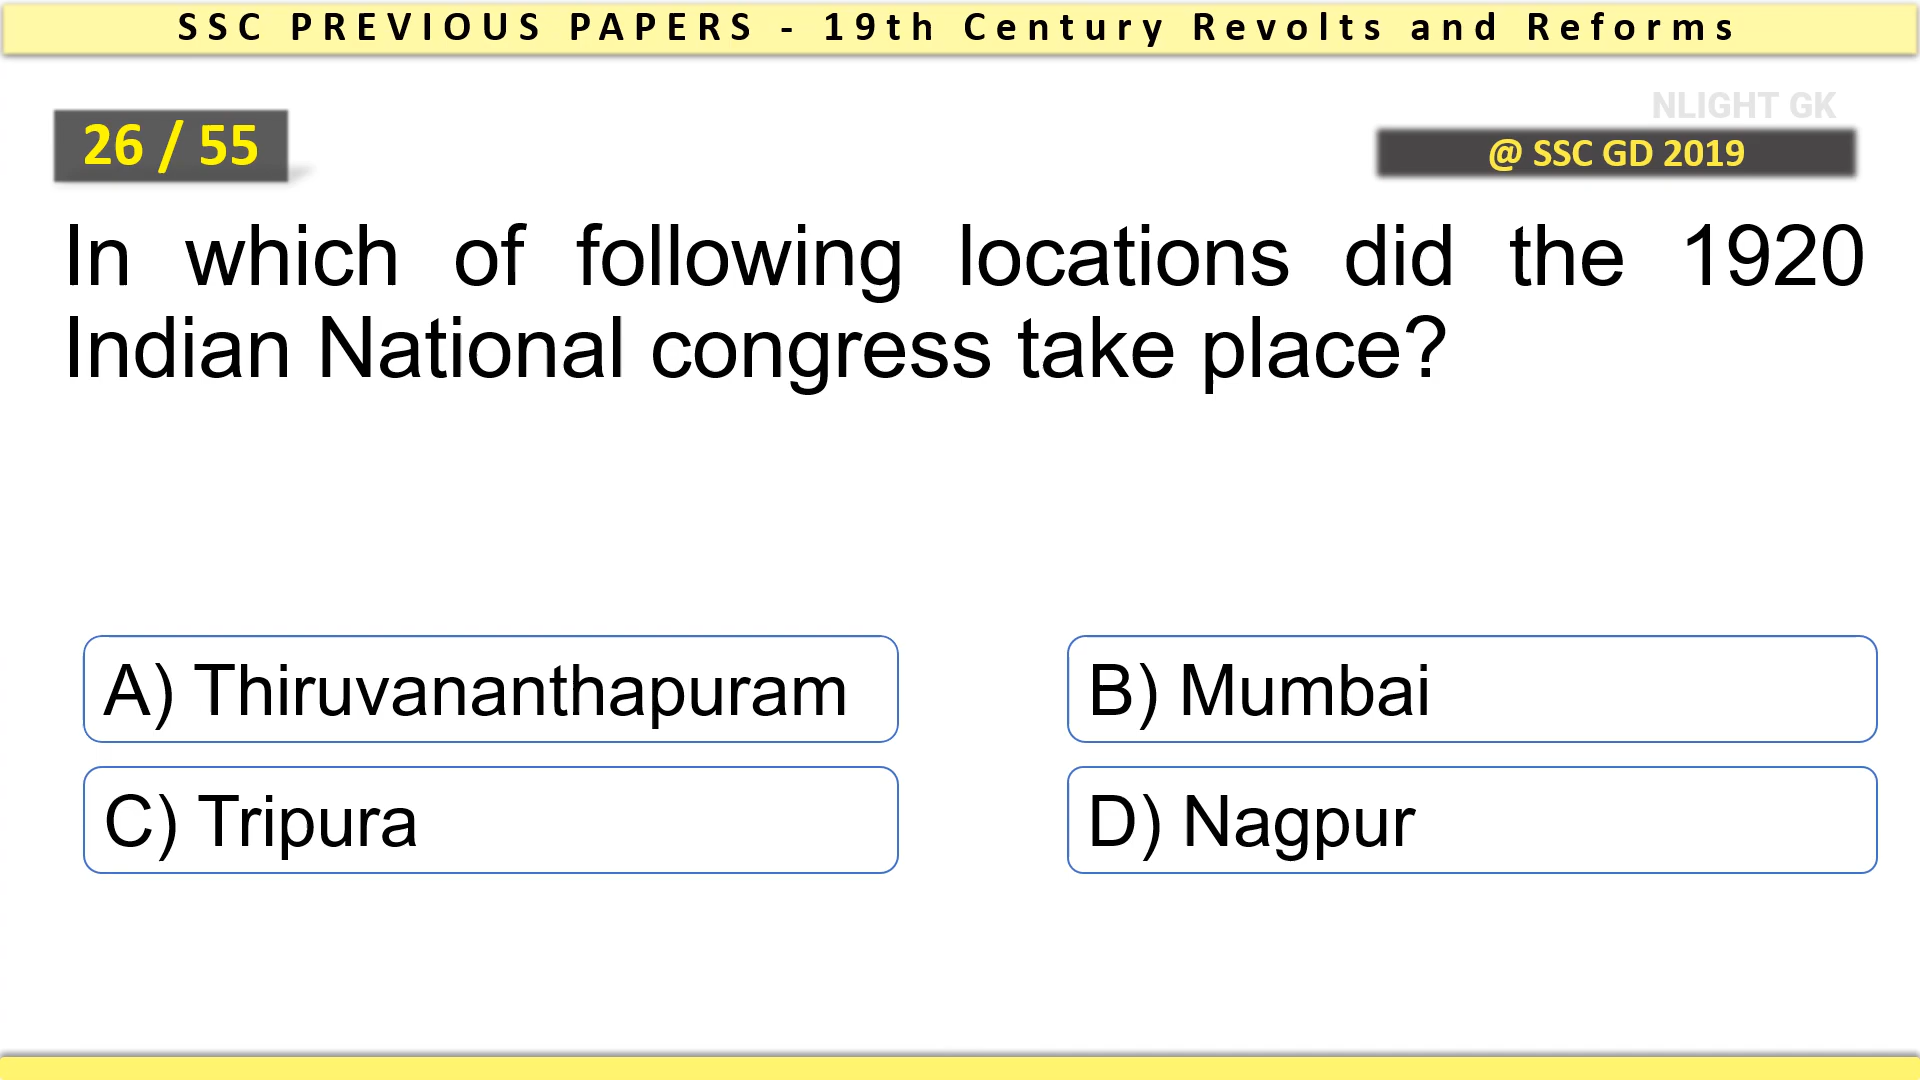 SSC PREVIOUS PAPERS - 19th Century Revolts and Reforms
NLIGHT GK
26 / 55
@ SSC GD 2019
In which of following locations did the 1920
Indian National congress take place?
A) Thiruvananthapuram
B) Mumbai
C) Tripura
D) Nagpur